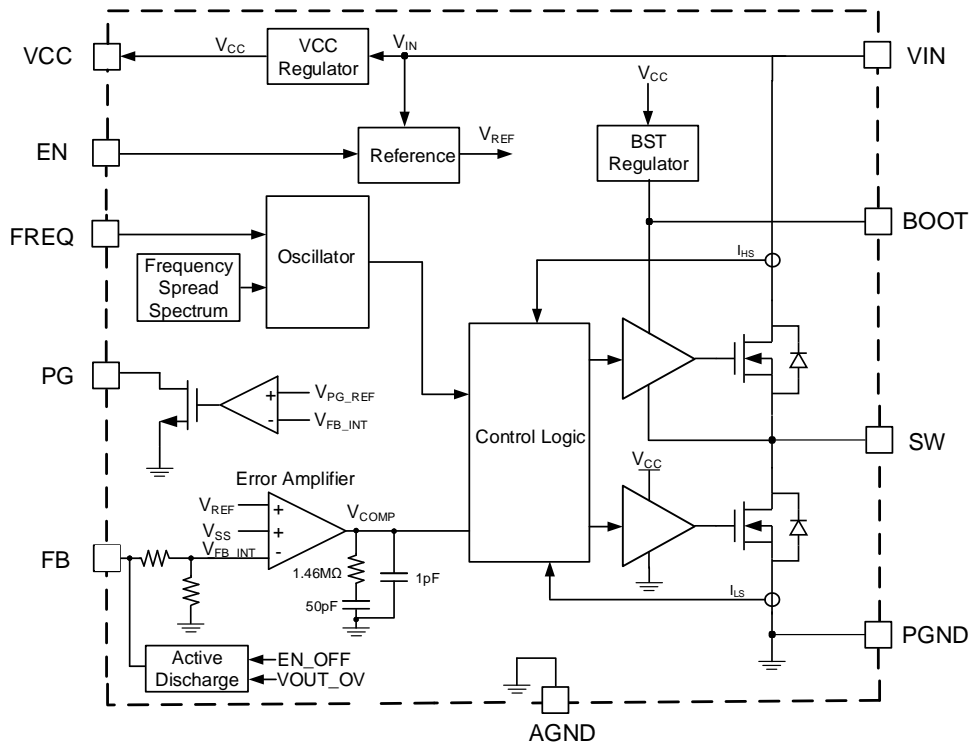 VCC
V_CC
VCC
Regulator
V_IN
VIN
V_CC
EN
Reference
V_REF
BST
Regulator
FREQ
Oscillator
BOOT
Frequency
Spread
Spectrum
I_HS
PG
+
-
V_PG_REF
V_FB_INT
Control Logic
SW
Error Amplifier
V_CC
V_REF
+
V_SS
+
V_FB_INT
-
V_COMP
FB
1.46MΩ
1pF
50pF
I_LS
PGND
Active
Discharge
EN_OFF
VOUT_OV
AGND